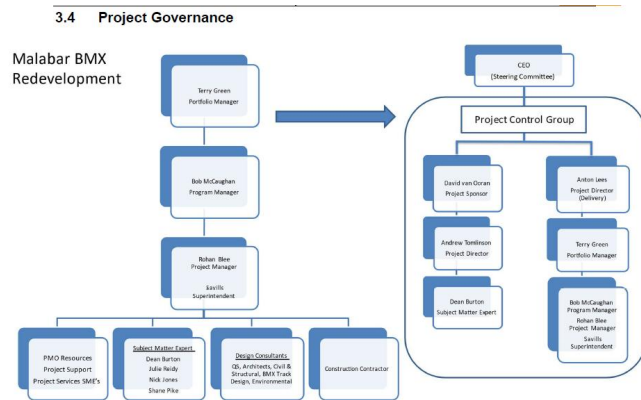 3.4 Project Governance
Malabar BMX
Redevelopment
Terry Green
Portfolio Manager
Bob McCaughan
Program Manager
Rohan Blee
Project Manager
Savills
Superintendent
PMO Resources
Project Support
Project Services SME's
Subject Matter Expert
Dean Burton
Julie Reidy
Nick Jones
Shane Pike
Design Consultants
QS, Architects, Civil &
Structural, BMX Track
Design, Environmental
Construction Contractor
CEO
(Steering Committee)
Project Control Group
David van Ooran
Project Sponsor
Andrew Tomlinson
Project Director
Dean Burton
Subject Matter Expert
Anton Lees
Project Director
(Delivery)
Terry Green
Portfolio Manager
Bob McCaughan
Program Manager
Rohan Blee
Project Manager
Savills
Superintendent